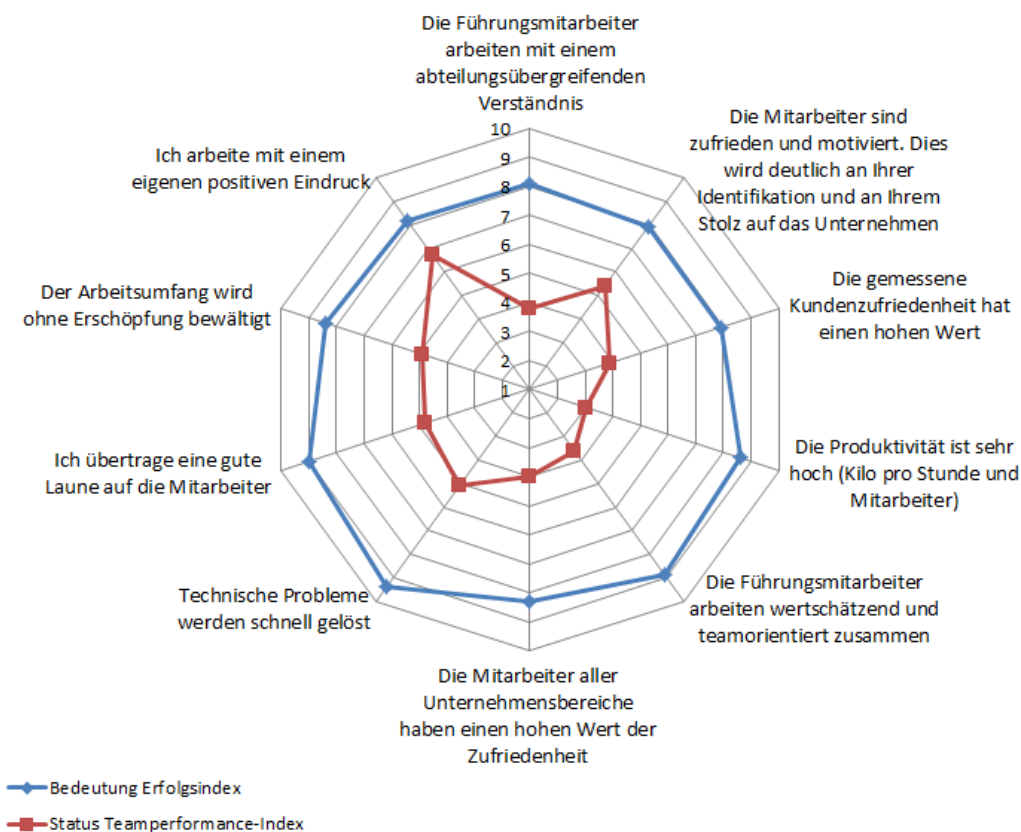 Die Führungsmitarbeiter
arbeiten mit einem
abteilungsübergreifenden
Verständnis
Die Mitarbeiter sind
zufrieden und motiviert. Dies
wird deutlich an Ihrer
Identifikation und an Ihrem
Stolz auf das Unternehmen
Die gemessene
Kundenzufriedenheit hat
einen hohen Wert
Die Produktivität ist sehr
hoch (Kilo pro Stunde und
Mitarbeiter)
Die Führungsmitarbeiter
arbeiten wertschätzend und
teamorientiert zusammen
Die Mitarbeiter aller
Unternehmensbereiche
haben einen hohen Wert der
Zufriedenheit
Technische Probleme
werden schnell gelöst
Ich übertrage eine gute
Laune auf die Mitarbeiter
Der Arbeitsumfang wird
ohne Erschöpfung bewältigt
Ich arbeite mit einem
eigenen positiven Eindruck
10
9
8
7
6
5
4
3
2
1
Bedeutung Erfolgsindex
Status Teamperformance-Index